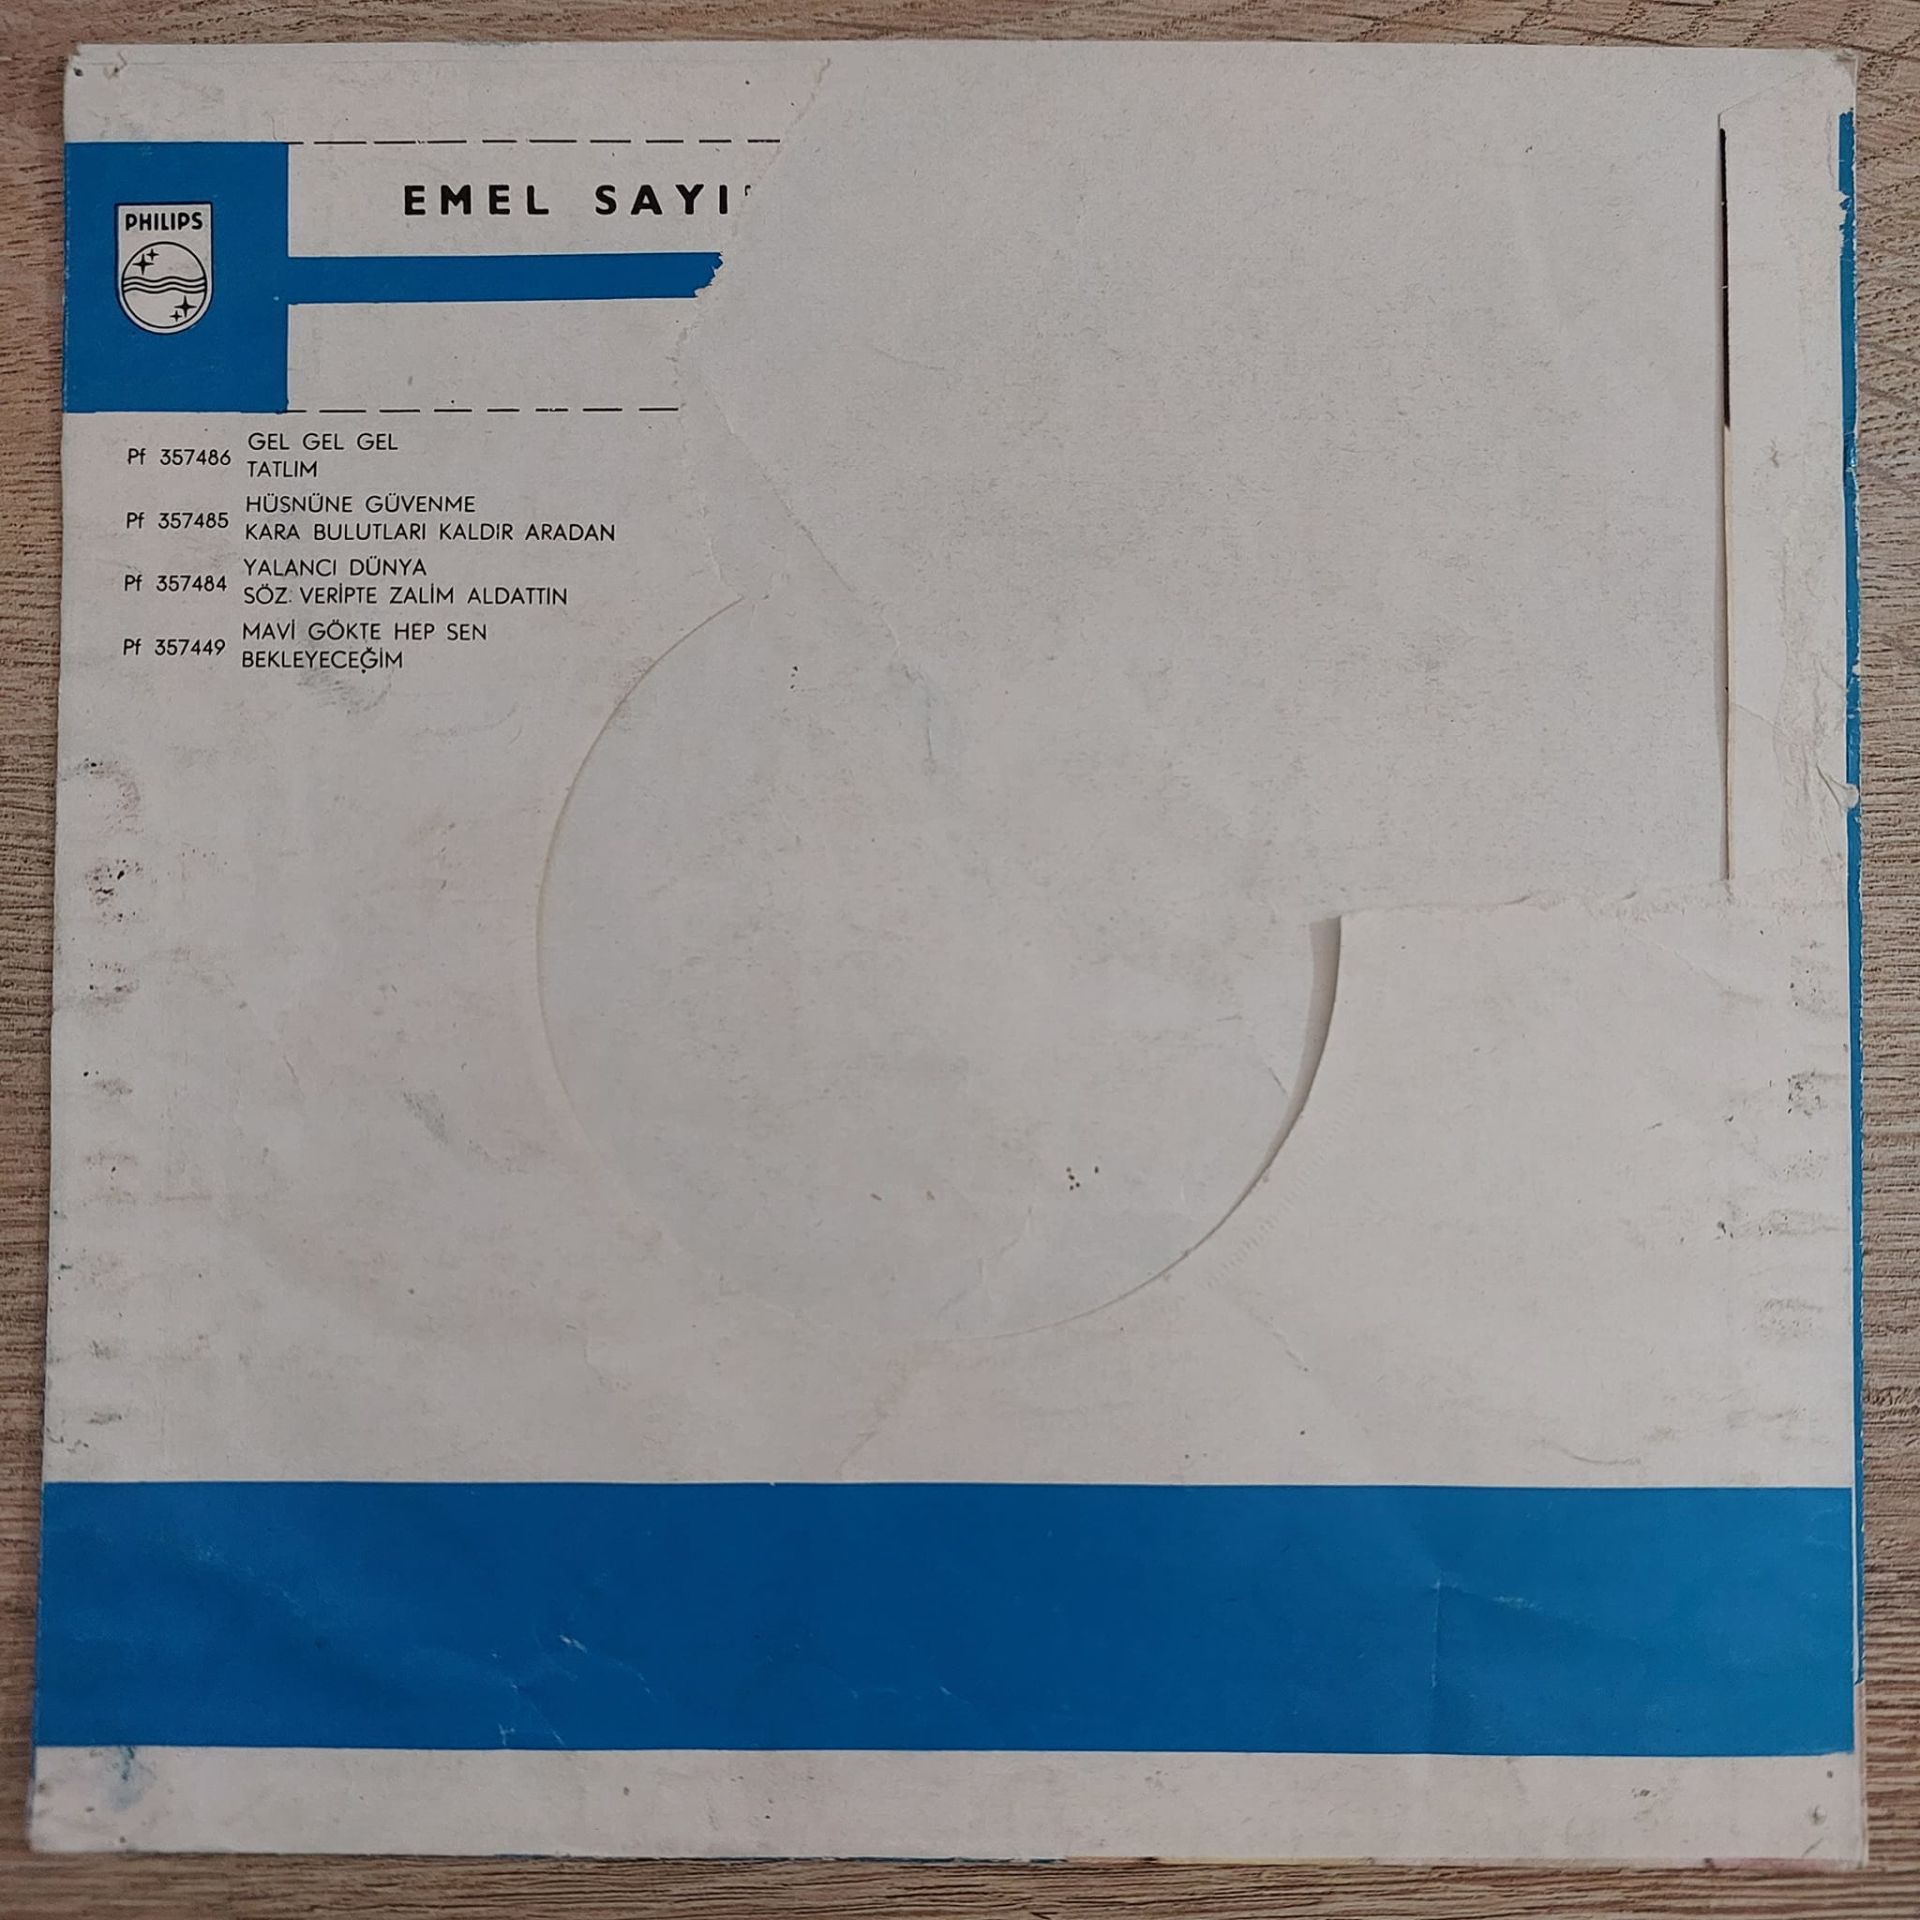 PHILIPS
EMEL SAYI
Pf 357486 GEL GEL GEL
TATLIM
Pf 357485 HÜSNÜNE GÜVENME
KARA BULUTLARI KALDIR ARADAN
Pf 357484 YALANCI DÜNYA
SÖZ VERİPTE ZALİM ALDATTIN
Pf 357449 MAVİ GÖKTE HEP SEN
BEKLEYECEĞİM